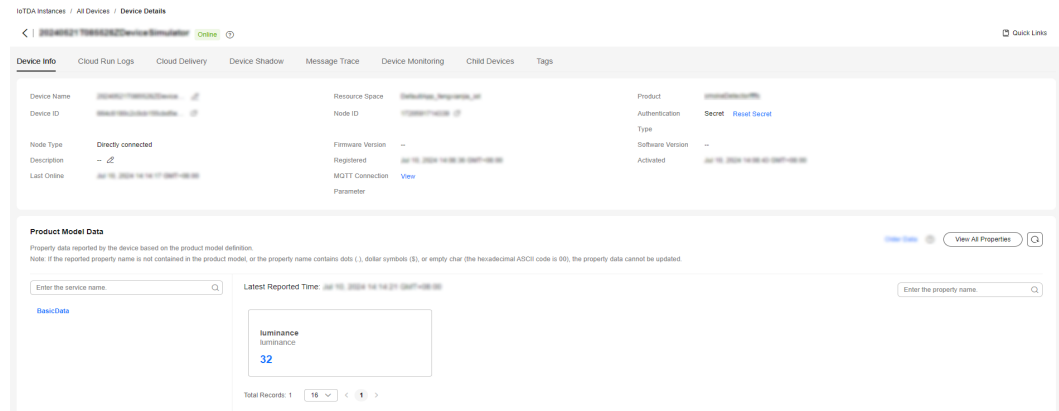 IoTDA Instances / All Devices / Device Details
Online
Quick Links
Device Info Cloud Run Logs Cloud Delivery Device Shadow Message Trace Device Monitoring Child Devices Tags
Device Name Resource Space Product
Device ID Node ID Authentication Type Secret Reset Secret
Node Type Directly connected Firmware Version -- Software Version --
Description -- Registered Activated
Last Online MQTT Connection Parameter View
Product Model Data
Property data reported by the device based on the product model definition.
View All Properties
Note: If the reported property name is not contained in the product model, or the property name contains dots (.), dollar symbols ($), or empty char (the hexadecimal ASCII code is 00), the property data cannot be updated.
Enter the service name. Latest Reported Time: Enter the property name.
BasicData
luminance
luminance
32
Total Records: 1 16 < 1 >